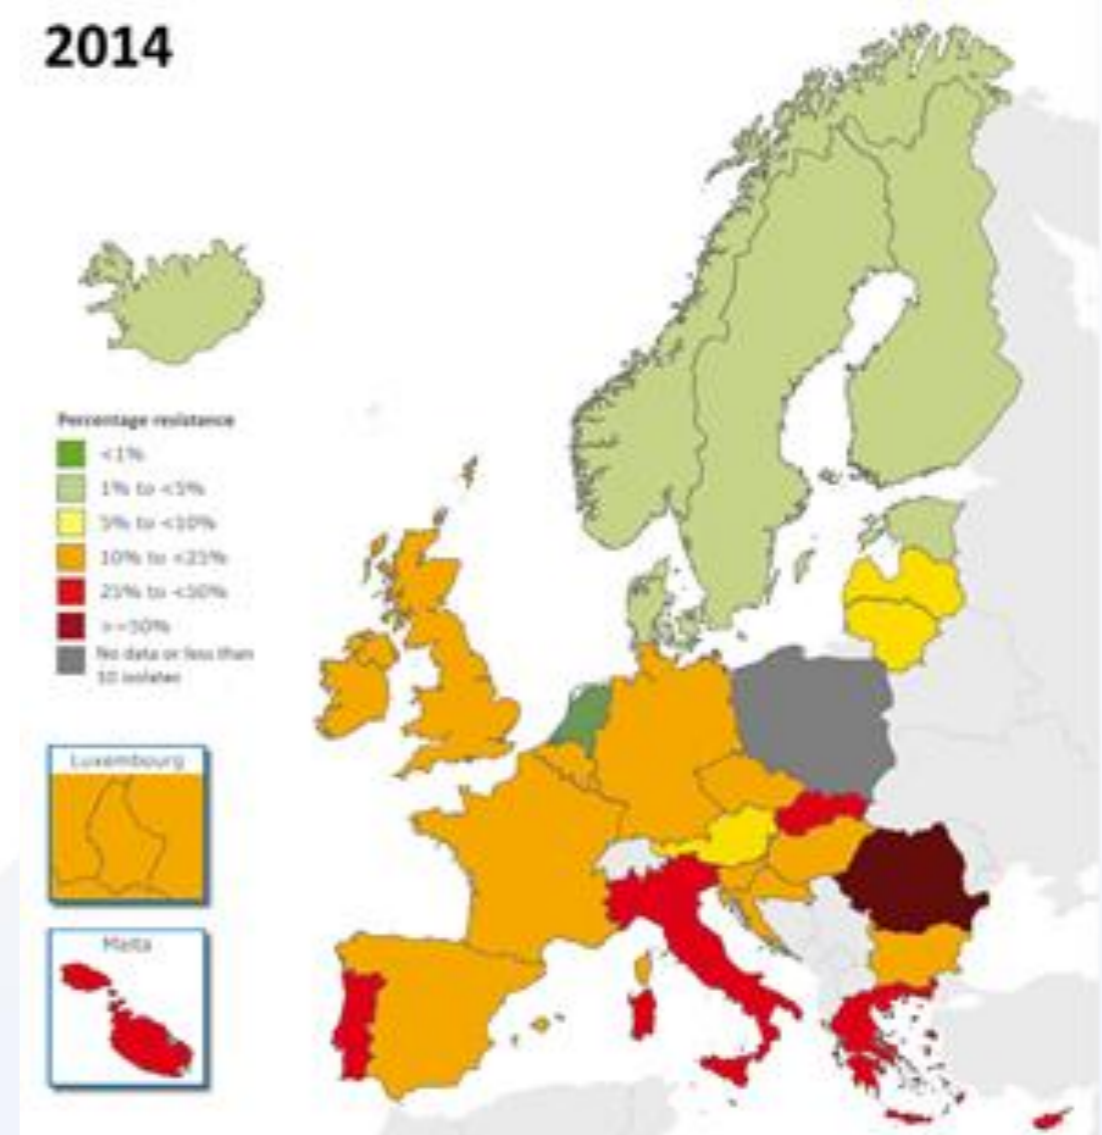 2014
Percentage resistance
<1%
1% to <5%
5% to <10%
10% to <25%
25% to <50%
>=50%
No data or less than
10 isolates
Luxembourg
Malta